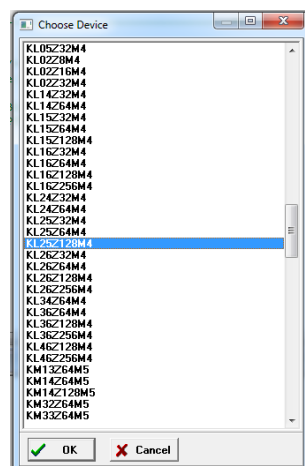 Choose Device
KL05Z32M4
KL02Z8M4
KL02Z16M4
KL02Z32M4
KL14Z32M4
KL14Z64M4
KL15Z32M4
KL15Z64M4
KL15Z128M4
KL16Z32M4
KL16Z64M4
KL16Z128M4
KL16Z256M4
KL24Z32M4
KL24Z64M4
KL25Z32M4
KL25Z64M4
KL25Z128M4
KL26Z32M4
KL26Z64M4
KL26Z128M4
KL26Z256M4
KL34Z64M4
KL36Z64M4
KL36Z128M4
KL36Z256M4
KL46Z128M4
KL46Z256M4
KM13Z64M5
KM14Z64M5
KM14Z128M5
KM32Z64M5
KM33Z64M5
OK Cancel